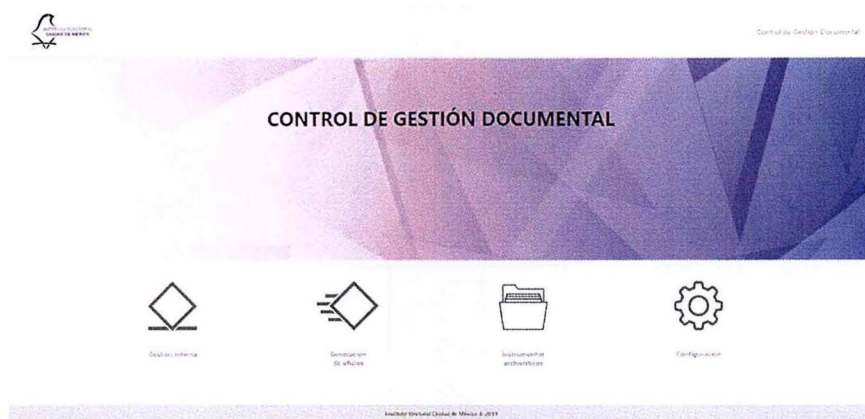 INSTITUTO ELECTORAL
CIUDAD DE MÉXICO
Control de Gestión Documental
CONTROL DE GESTIÓN DOCUMENTAL
Gestión interna
Generación
de oficios
Instrumentos
archivísticos
Configuración
Instituto Electoral Ciudad de México © 2019